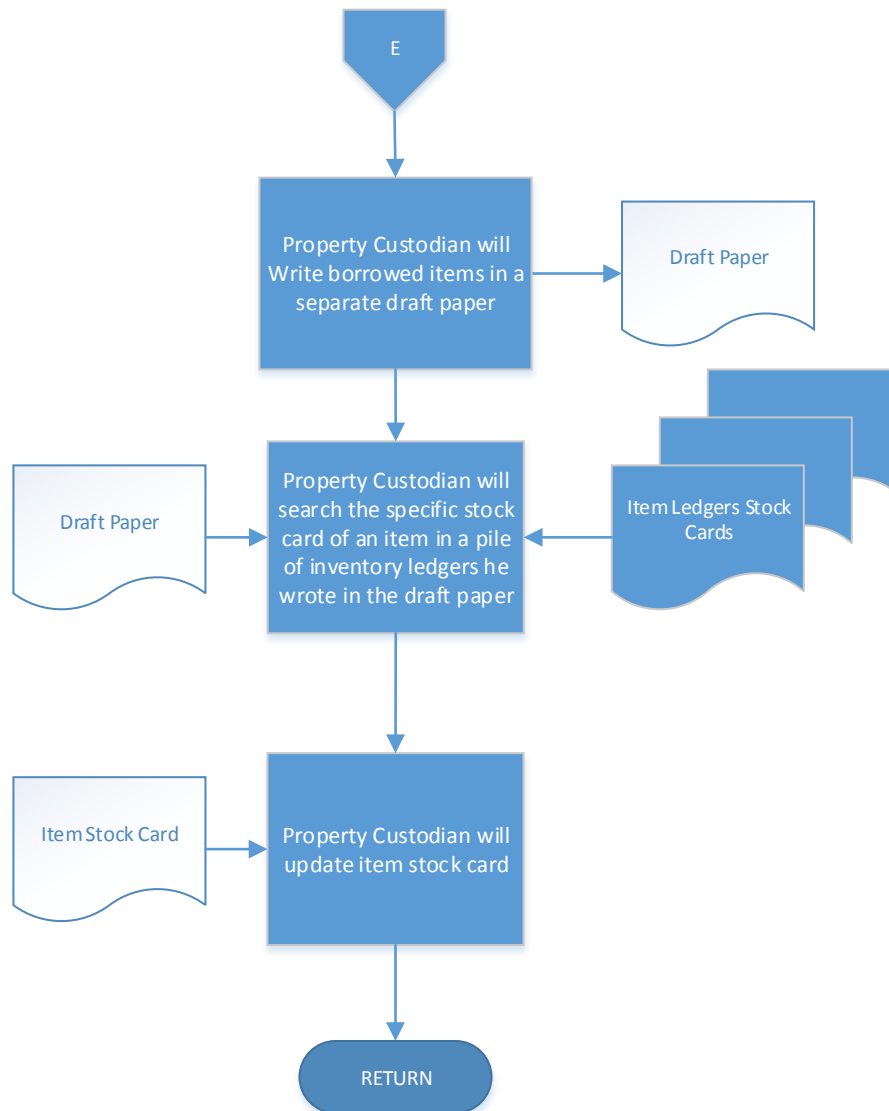 E
Property Custodian will
Write borrowed items in a
separate draft paper
Draft Paper
Draft Paper
Property Custodian will
search the specific stock
card of an item in a pile
of inventory ledgers he
wrote in the draft paper
Item Ledgers Stock
Cards
Item Stock Card
Property Custodian will
update item stock card
RETURN